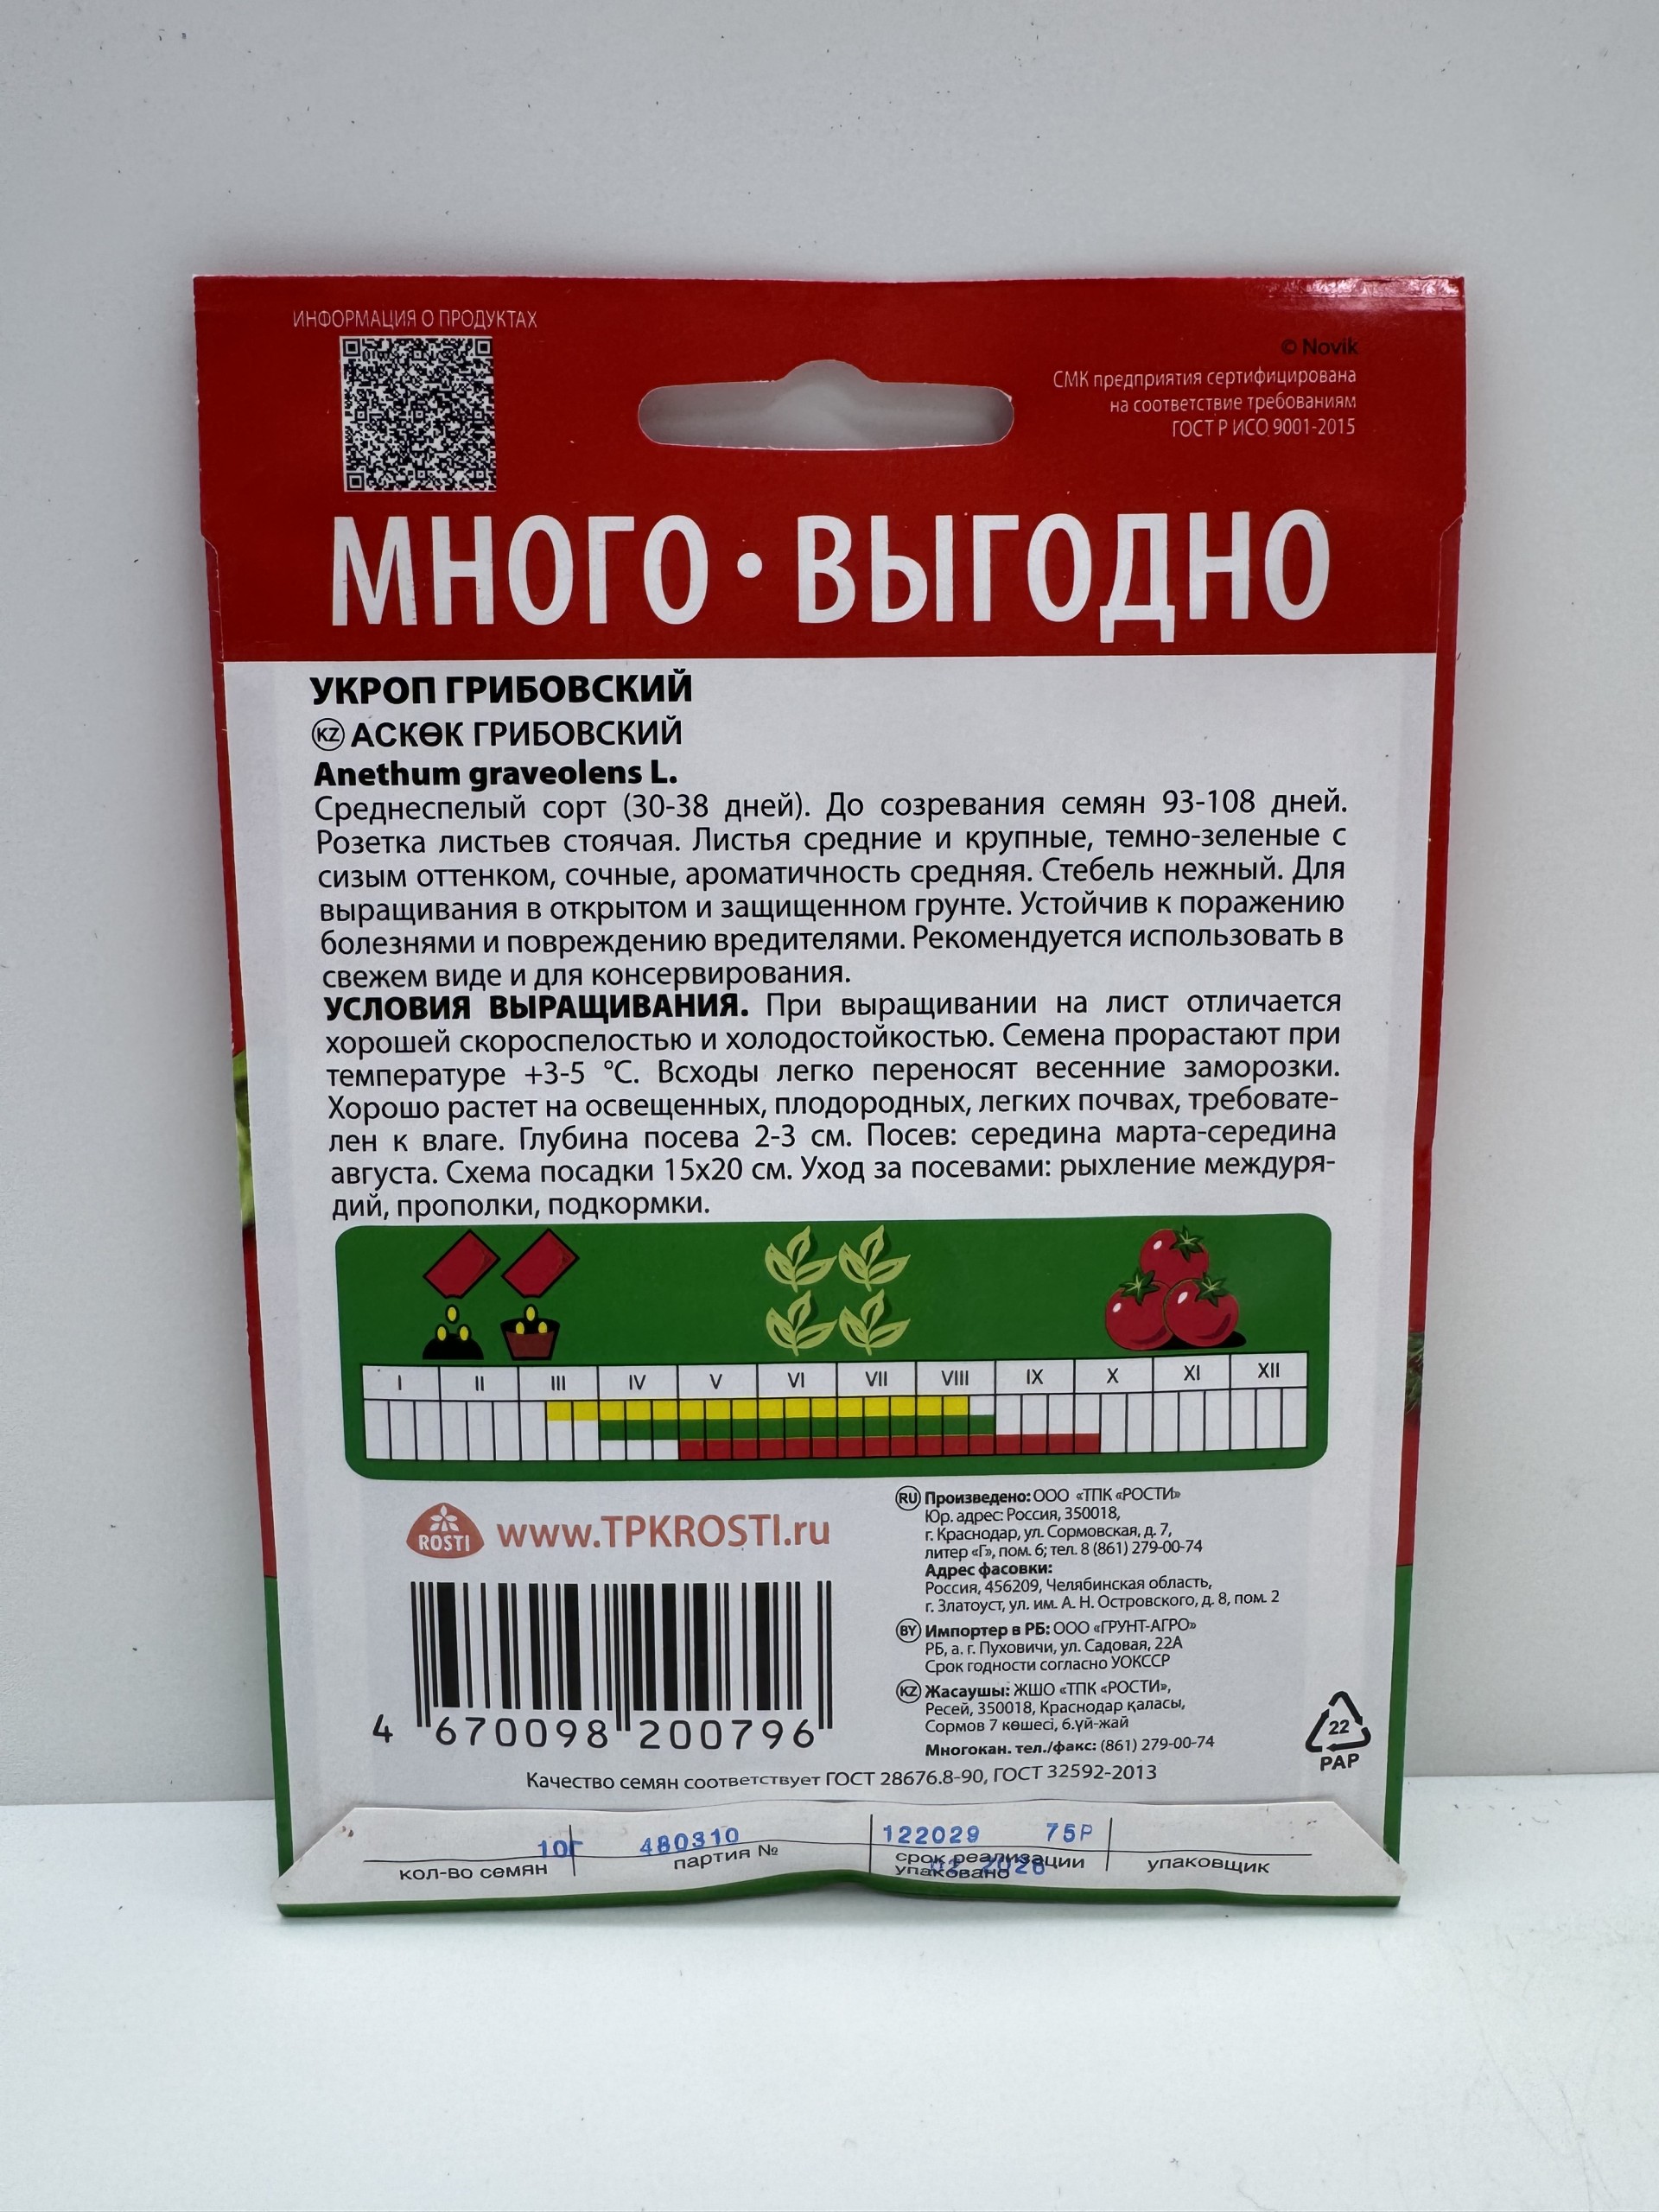 ИНФОРМАЦИЯ О ПРОДУКТАХ
© Novik
СМК предприятия сертифицирована
на соответствие требованиям
ГОСТ Р ИСО 9001-2015
МНОГО • ВЫГОДНО
УКРОП ГРИБОВСКИЙ
KZ АСКӨК ГРИБОВСКИЙ
Anethum graveolens L.
Среднеспелый сорт (30-38 дней). До созревания семян 93-108 дней.
Розетка листьев стоячая. Листья средние и крупные, темно-зеленые с
сизым оттенком, сочные, ароматичность средняя. Стебель нежный. Для
выращивания в открытом и защищенном грунте. Устойчив к поражению
болезнями и повреждению вредителями. Рекомендуется использовать в
свежем виде и для консервирования.
УСЛОВИЯ ВЫРАЩИВАНИЯ. При выращивании на лист отличается
хорошей скороспелостью и холодостойкостью. Семена прорастают при
температуре +3-5 °С. Всходы легко переносят весенние заморозки.
Хорошо растет на освещенных, плодородных, легких почвах, требовате-
лен к влаге. Глубина посева 2-3 см. Посев: середина марта-середина
августа. Схема посадки 15х20 см. Уход за посевами: рыхление междуря-
дий, прополки, подкормки.
I II III IV V VI VII VIII IX X XI XII
ROSTI www.TPKROSTI.ru
4 670098 200796
RU Произведено: ООО «ТПК «РОСТИ»
Юр. адрес: Россия, 350018,
г. Краснодар, ул. Сормовская, д. 7,
литер «Г», пом. 6; тел. 8 (861) 279-00-74
Адрес фасовки:
Россия, 456209, Челябинская область,
г. Златоуст, ул. им. А. Н. Островского, д. 8, пом. 2
BY Импортер в РБ: ООО «ГРУНТ-АГРО»
РБ, а. г. Пуховичи, ул. Садовая, 22А
Срок годности согласно УОКССР
KZ Жасаушы: ЖШО «ТПК «РОСТИ»,
Ресей, 350018, Краснодар қаласы,
Сормов 7 көшесі, 6.үй-жай
Многокан. тел./факс: (861) 279-00-74
22
PAP
Качество семян соответствует ГОСТ 28676.8-90, ГОСТ 32592-2013
10Г 480310 122029 75Р
кол-во семян партия № срок реализации упаковщик
упаковано 02 2026